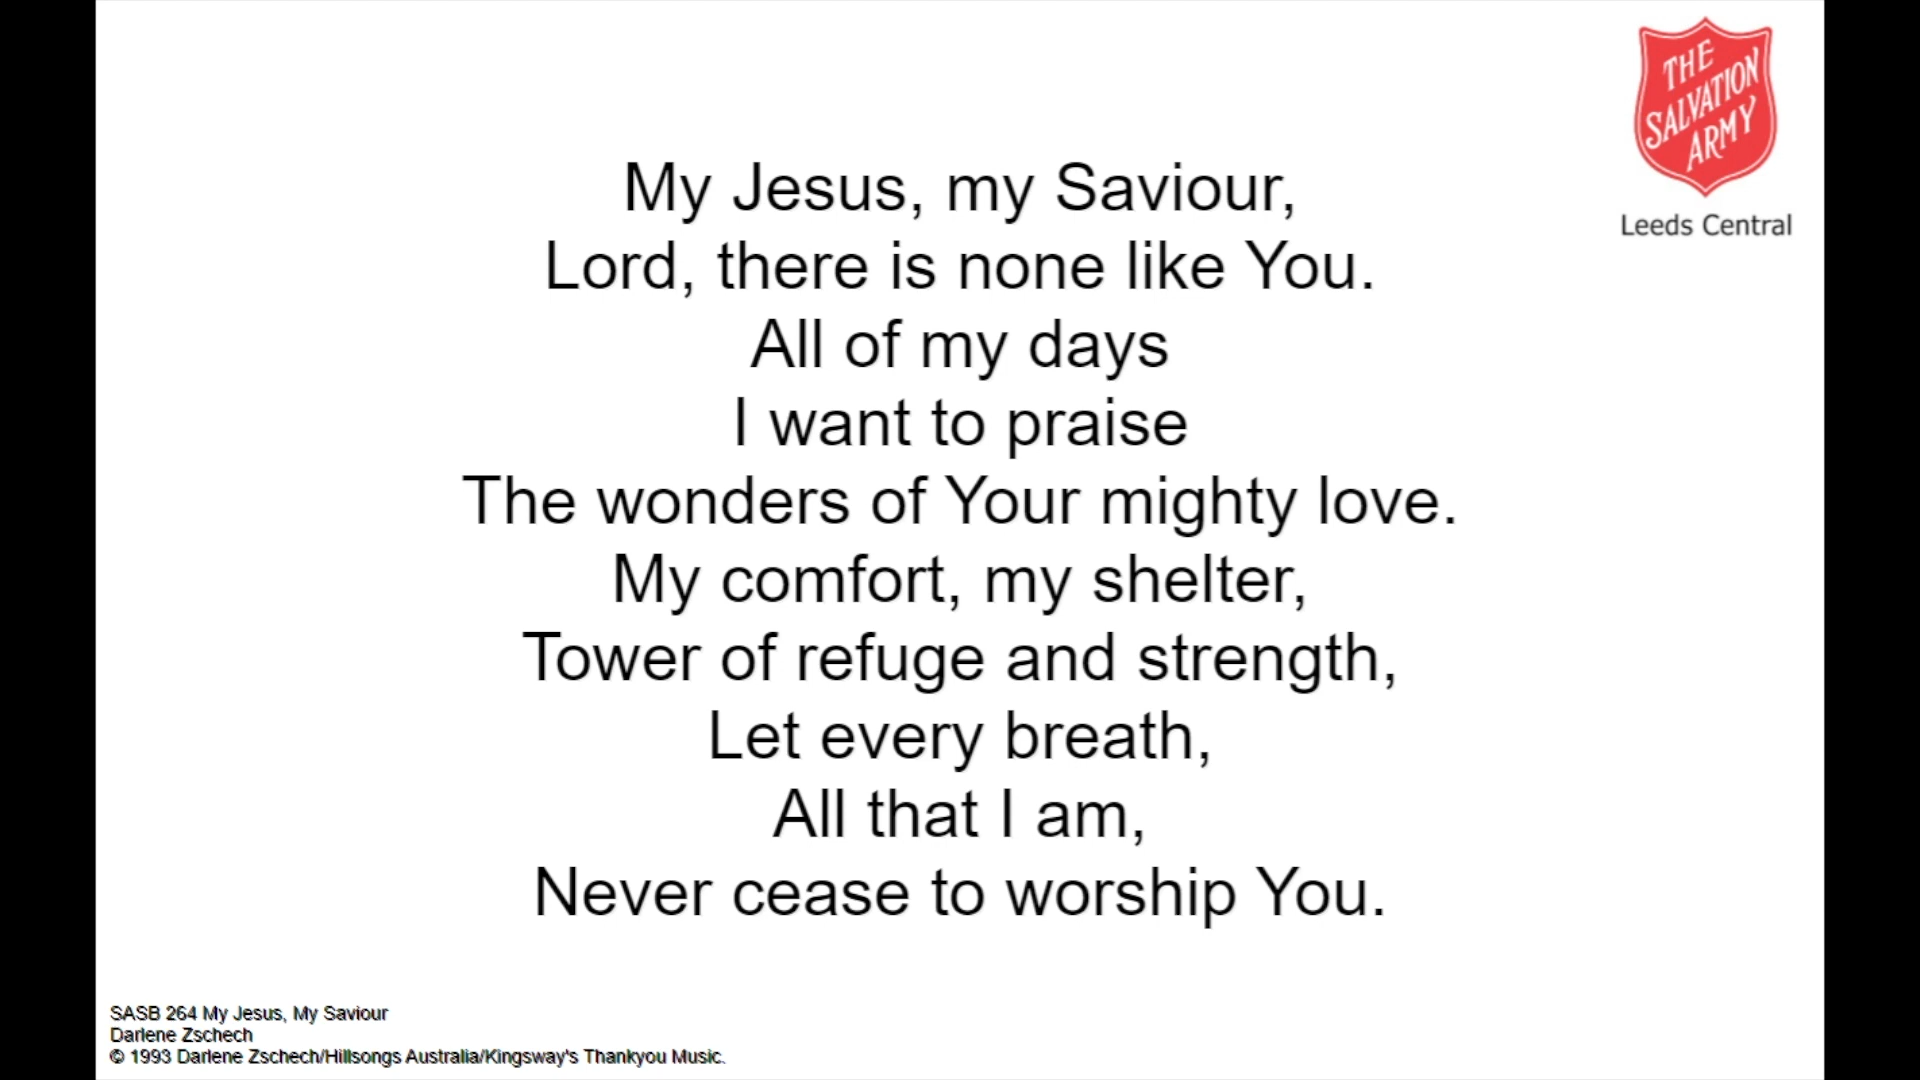 THE
SALVATION
ARMY
Leeds Central
My Jesus, my Saviour,
Lord, there is none like You.
All of my days
I want to praise
The wonders of Your mighty love.
My comfort, my shelter,
Tower of refuge and strength,
Let every breath,
All that I am,
Never cease to worship You.
SASB 264 My Jesus, My Saviour
Darlene Zschech
© 1993 Darlene Zschech/Hillsongs Australia/Kingsway's Thankyou Music.